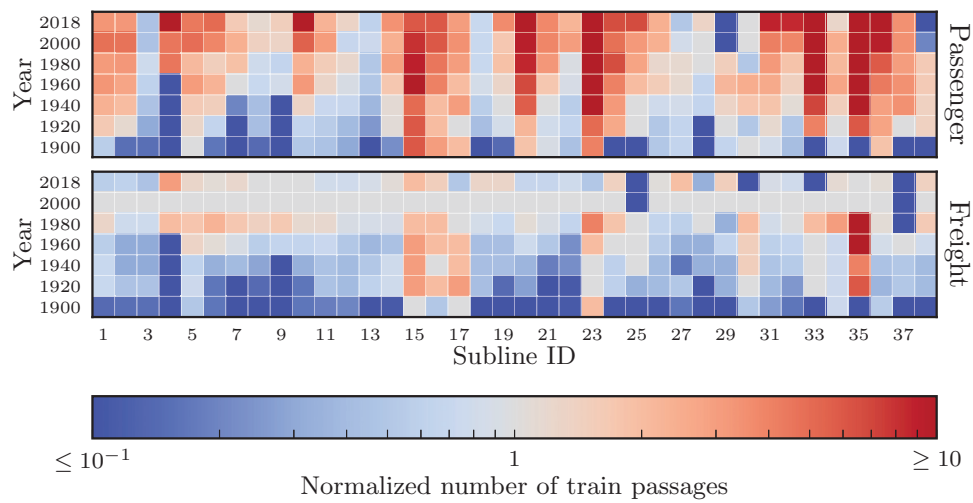 2018
2000
1980
1960
1940
1920
1900
Year
Passenger
2018
2000
1980
1960
1940
1920
1900
Year
Freight
1 3 5 7 9 11 13 15 17 19 21 23 25 27 29 31 33 35 37
Subline ID
≤ 10⁻¹ 1 ≥ 10
Normalized number of train passages